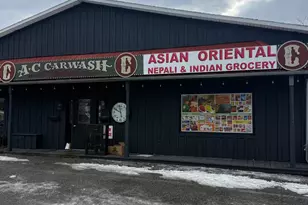 A-C CARWASH
ASIAN ORIENTAL
NEPALI & INDIAN GROCERY